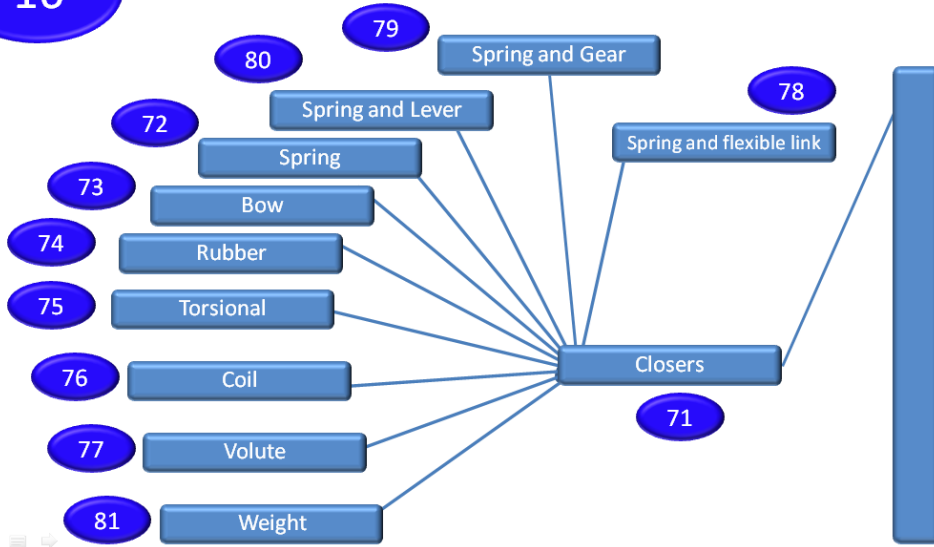 16
79
Spring and Gear
80
78
Spring and Lever
72
Spring and flexible link
Spring
73
Bow
74
Rubber
75
Torsional
Closers
76
Coil
71
77
Volute
81
Weight